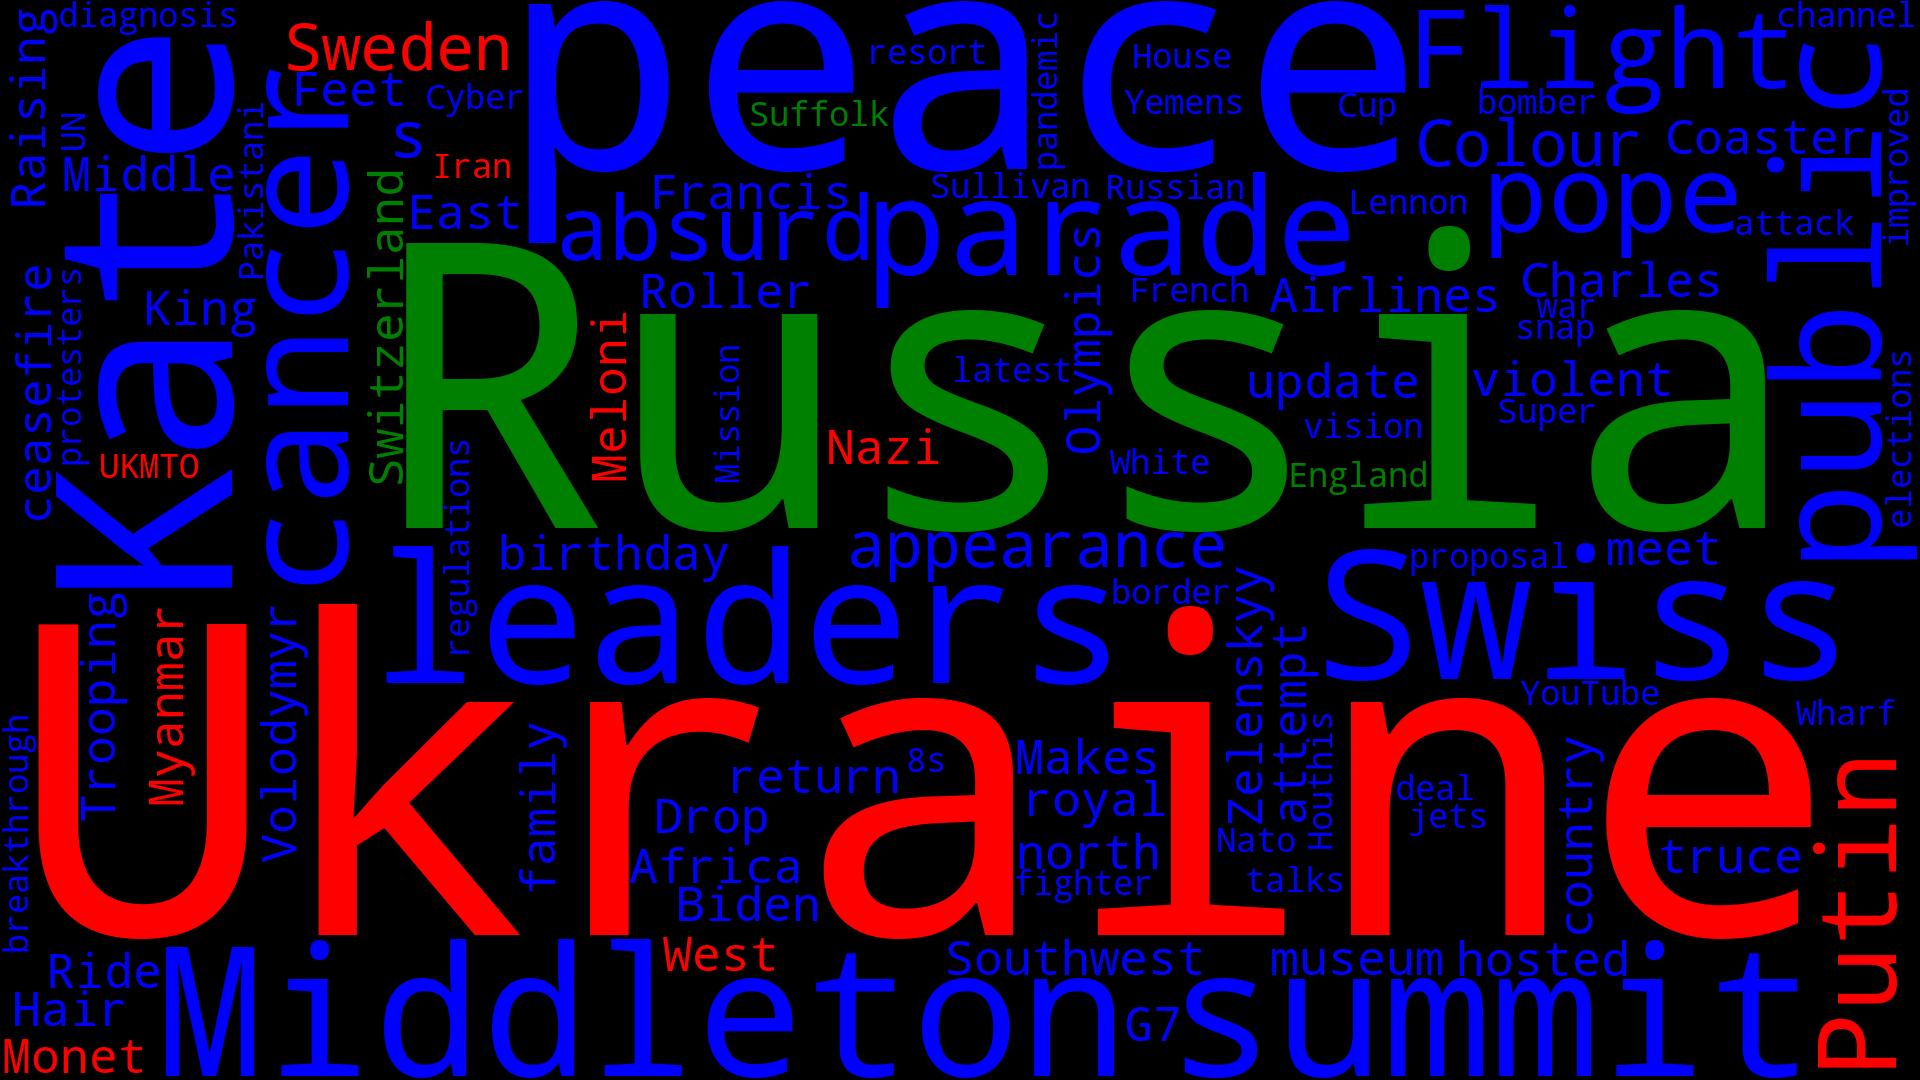 diagnosis
Sweden
peace
Flight
channel
Raising
kate
cancer
Feet
Cyber
resort
pandemic
House
Yemens
Cup
bomber
public
UN
Pakistani
s
Suffolk
Colour
Coaster
improved
Middle
Iran
Switzerland
East
Francis
absurd
Sullivan
Russian
parade
Lennon
pope
attack
ceasefire
protesters
King
g
Russia
Roller
Olympics
French
Airlines
Charles
war
snap
Meloni
Mission
latest
update
violent
Super
vision
elections
UKMTO
regulations
Nazi
White
England
birthday
appearance
proposal
meet
leaders
border
Zelenskyy
Swiss
Trooping
Myanmar
Volodymyr
Ukraine
attempt
YouTube
Wharf
breakthrough
family
return
8s
Makes
royal
Houthis
deal
jets
country
Putin
Drop
Africa
Biden
north
fighter
Nato
talks
truce
West
Southwest
museum
hosted
Ride
Hair
Monet
Middleton
G7
summit